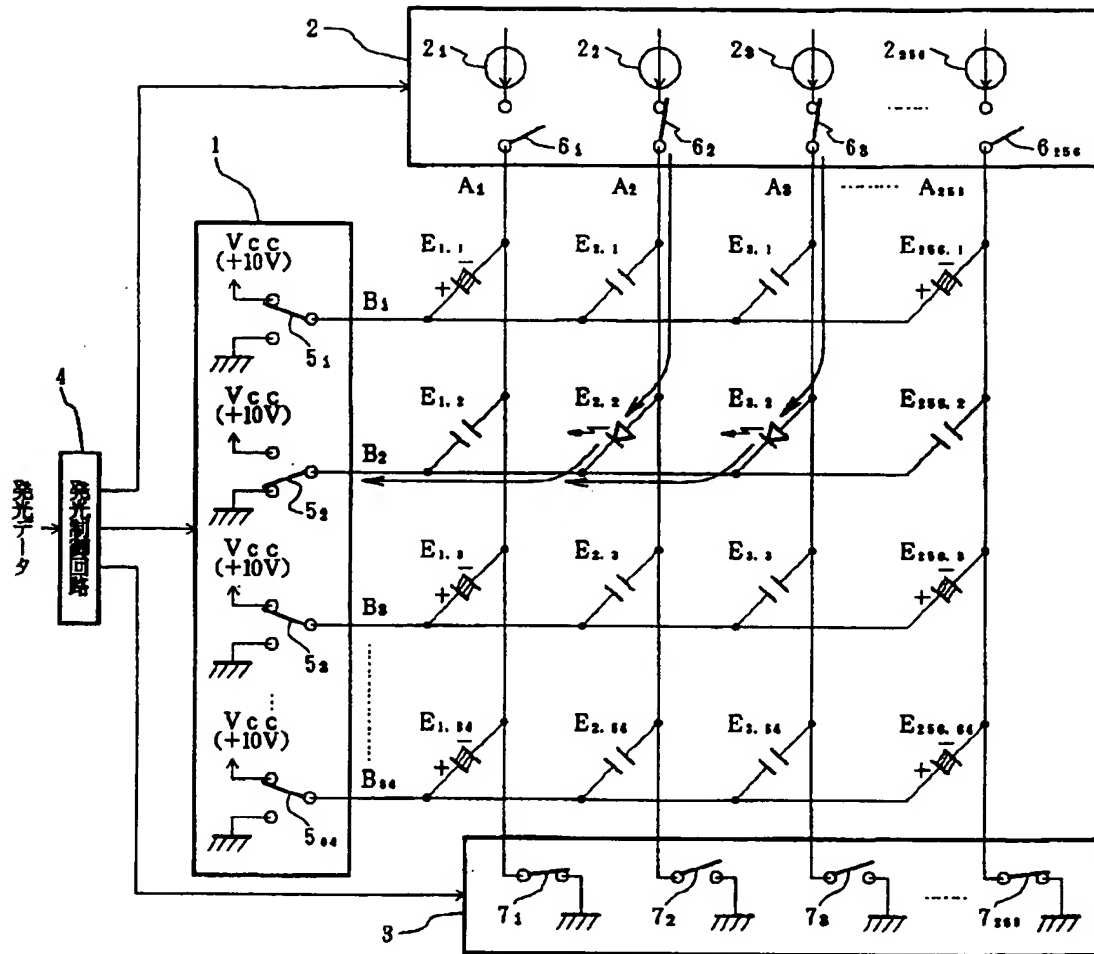 2
2₁
2₂
2₃
2₂₅₆
6₁
6₂
6₃
6₂₅₆
A₁
A₂
A₃
A₂₅₆
1
Vcc
(+10V)
5₁
B₁
E₁.₁
E₂.₁
E₃.₁
E₂₅₆.₁
+
−
+
−
4
発光データ
発光制御回路
Vcc
(+10V)
5₂
B₂
E₁.₂
E₂.₂
E₃.₂
E₂₅₆.₂
Vcc
(+10V)
5₃
B₃
E₁.₃
E₂.₃
E₃.₃
E₂₅₆.₃
+
−
+
−
Vcc
(+10V)
5₆₄
B₆₄
E₁.₆₄
E₂.₆₄
E₃.₆₄
E₂₅₆.₆₄
+
−
+
−
3
7₁
7₂
7₃
7₂₅₆